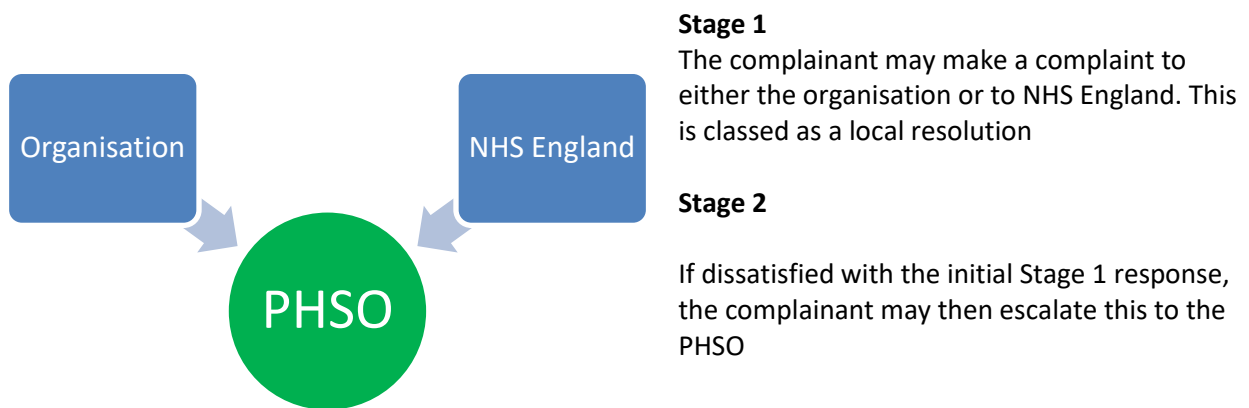 Organisation
NHS England
PHSO
Stage 1
The complainant may make a complaint to
either the organisation or to NHS England. This
is classed as a local resolution
Stage 2
If dissatisfied with the initial Stage 1 response,
the complainant may then escalate this to the
PHSO